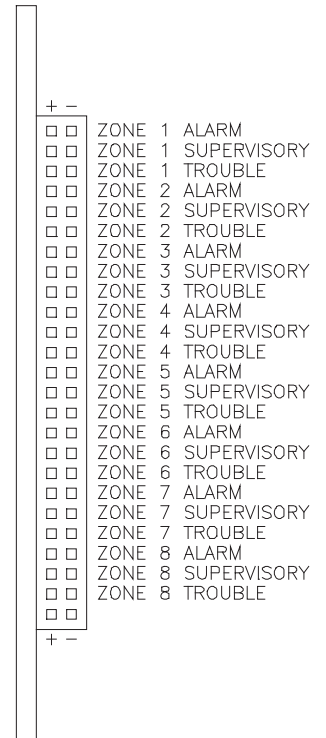 + −
ZONE 1 ALARM
ZONE 1 SUPERVISORY
ZONE 1 TROUBLE
ZONE 2 ALARM
ZONE 2 SUPERVISORY
ZONE 2 TROUBLE
ZONE 3 ALARM
ZONE 3 SUPERVISORY
ZONE 3 TROUBLE
ZONE 4 ALARM
ZONE 4 SUPERVISORY
ZONE 4 TROUBLE
ZONE 5 ALARM
ZONE 5 SUPERVISORY
ZONE 5 TROUBLE
ZONE 6 ALARM
ZONE 6 SUPERVISORY
ZONE 6 TROUBLE
ZONE 7 ALARM
ZONE 7 SUPERVISORY
ZONE 7 TROUBLE
ZONE 8 ALARM
ZONE 8 SUPERVISORY
ZONE 8 TROUBLE
+ −